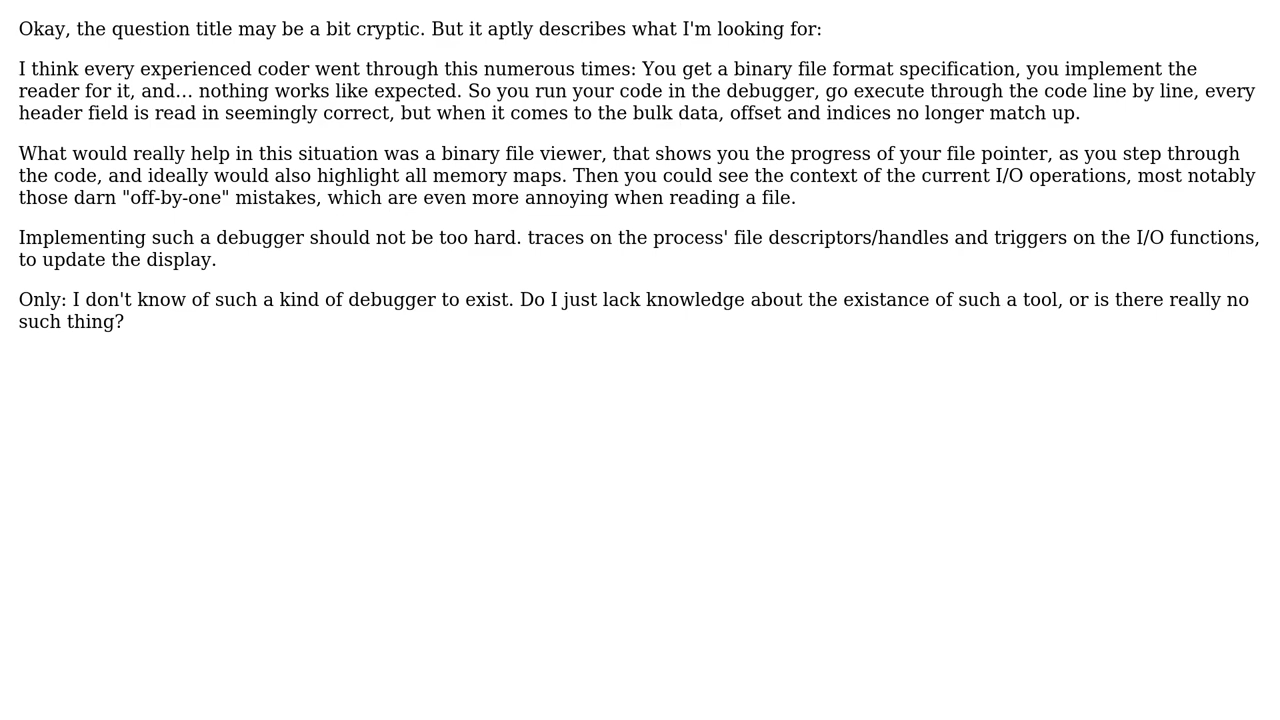 Okay, the question title may be a bit cryptic. But it aptly describes what I'm looking for:
I think every experienced coder went through this numerous times: You get a binary file format specification, you implement the
reader for it, and… nothing works like expected. So you run your code in the debugger, go execute through the code line by line, every
header field is read in seemingly correct, but when it comes to the bulk data, offset and indices no longer match up.
What would really help in this situation was a binary file viewer, that shows you the progress of your file pointer, as you step through
the code, and ideally would also highlight all memory maps. Then you could see the context of the current I/O operations, most notably
those darn "off-by-one" mistakes, which are even more annoying when reading a file.
Implementing such a debugger should not be too hard. traces on the process' file descriptors/handles and triggers on the I/O functions,
to update the display.
Only: I don't know of such a kind of debugger to exist. Do I just lack knowledge about the existance of such a tool, or is there really no
such thing?